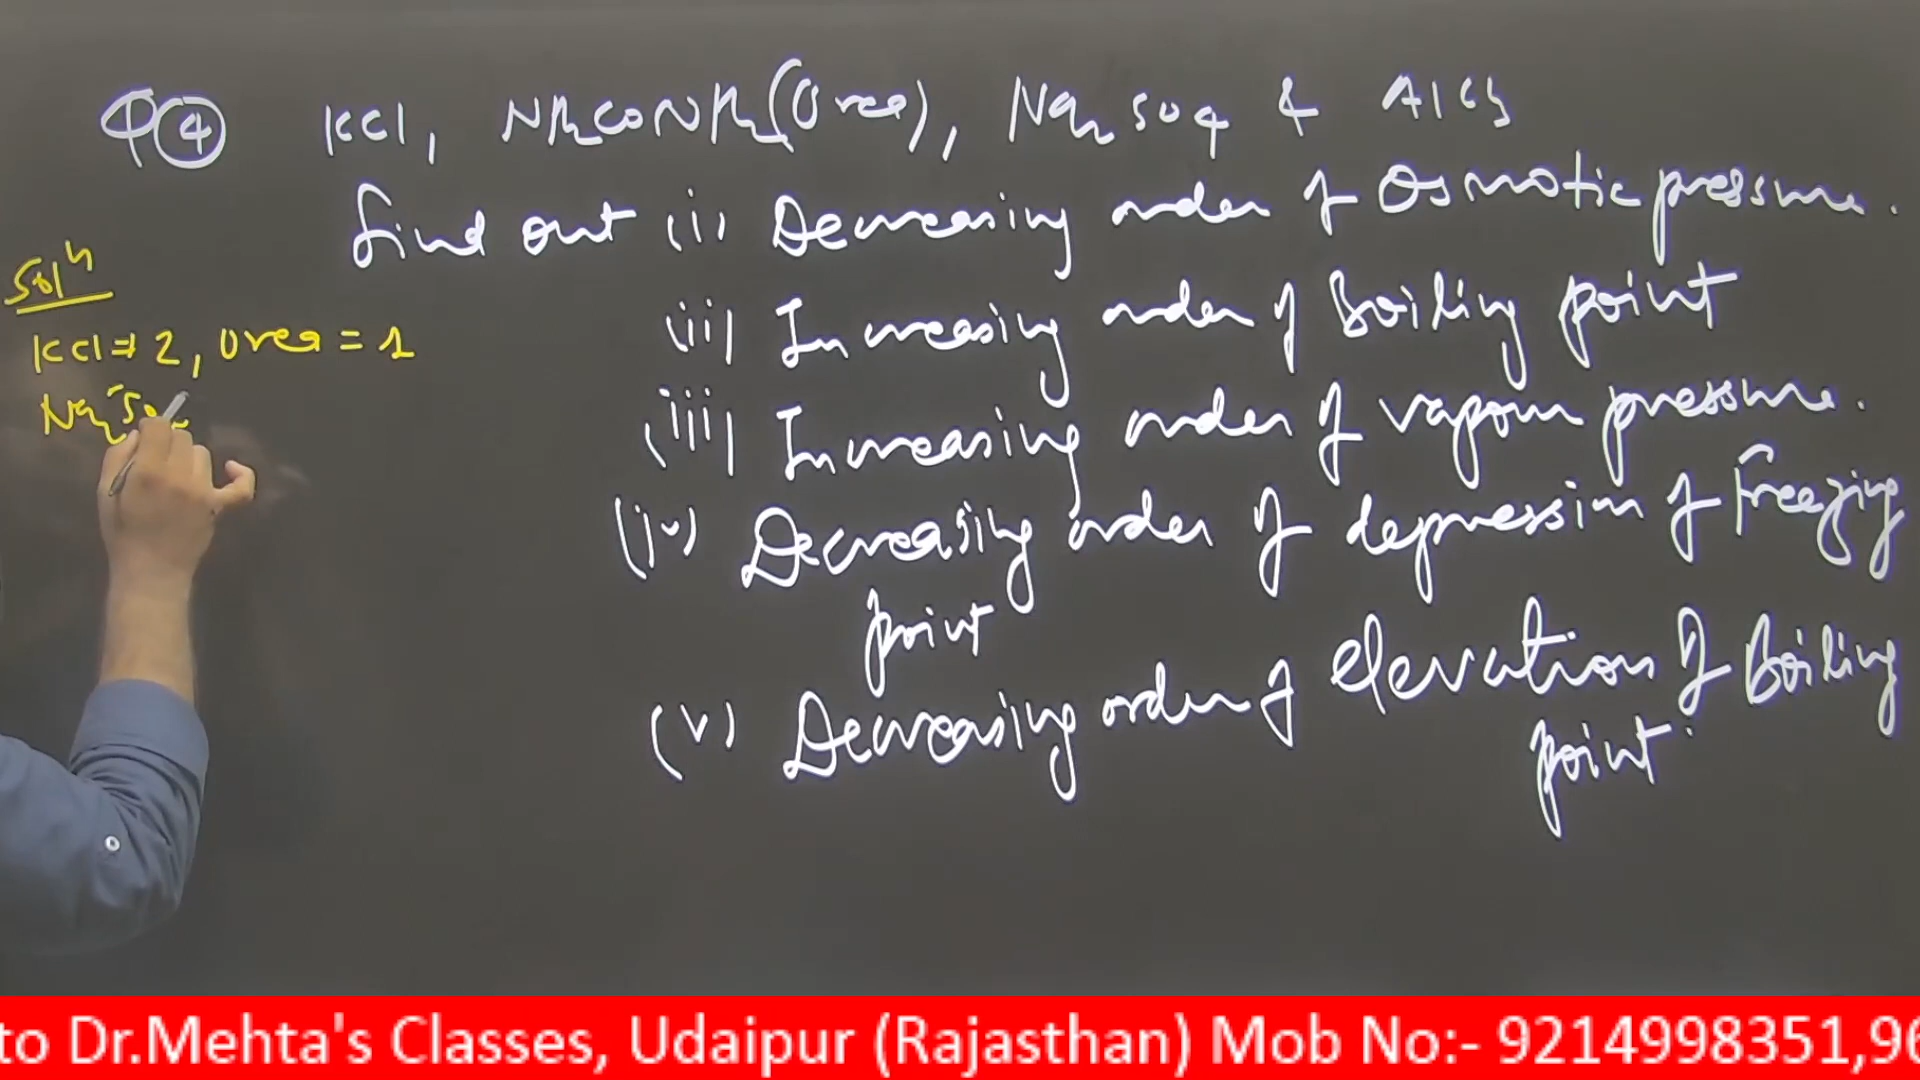 Q④ KCl, NH₂CONH₂(Urea), Na₂SO₄ & AlCl₃
find out (i) Decreasing order of Osmotic pressure.
(ii) Increasing order of Boiling point
(iii) Increasing order of vapour pressure.
(iv) Decreasing order of depression of Freezing
point
(v) Decreasing order of elevation of Boiling
point.
Solⁿ
KCl ⇒ 2, Urea = 1
Na₂SO
to Dr.Mehta's Classes, Udaipur (Rajasthan) Mob No:- 9214998351,96